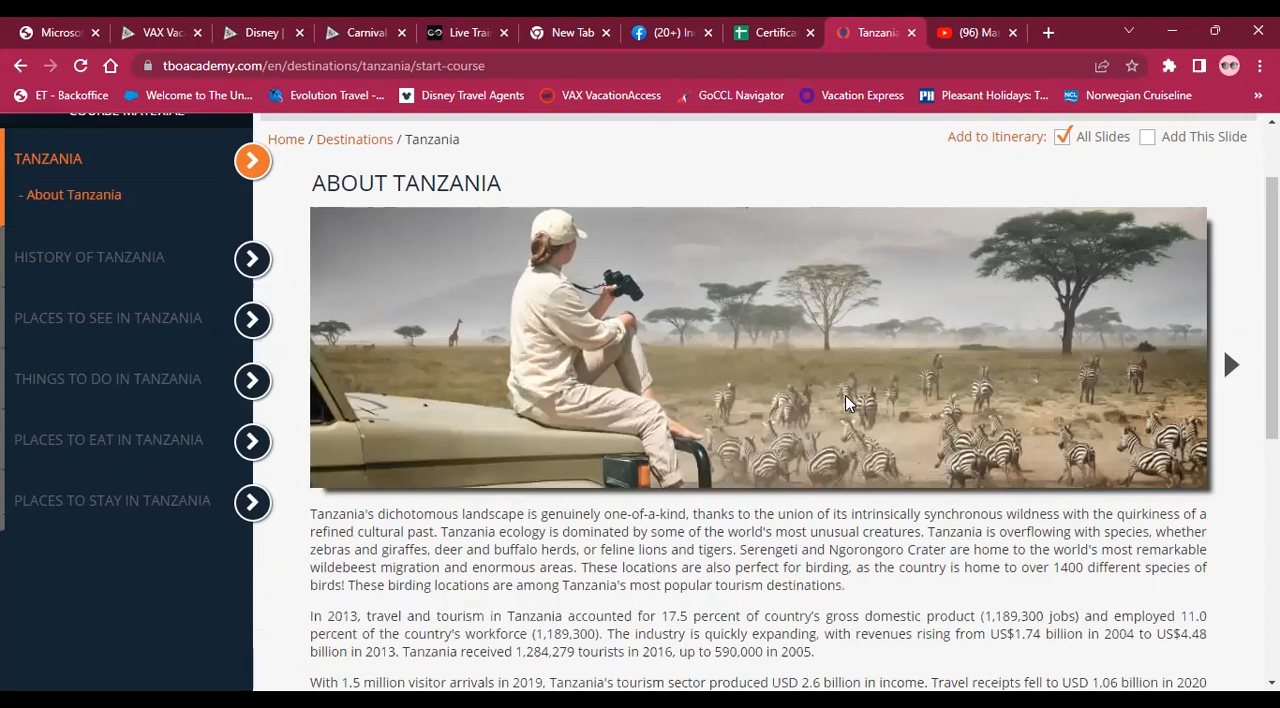 Microso
VAX Vac
Disney |
Carnival
Live Trai
New Tab
(20+) In
Certifica
Tanzania
(96) Ma
tboacademy.com/en/destinations/tanzania/start-course
ET - Backoffice
Welcome to The Un...
Evolution Travel -...
Disney Travel Agents
VAX VacationAccess
GoCCL Navigator
Vacation Express
PH Pleasant Holidays: T...
NCL Norwegian Cruiseline
»
COURSE MATERIAL
TANZANIA
- About Tanzania
HISTORY OF TANZANIA
PLACES TO SEE IN TANZANIA
THINGS TO DO IN TANZANIA
PLACES TO EAT IN TANZANIA
PLACES TO STAY IN TANZANIA
Home / Destinations / Tanzania
Add to Itinerary: All Slides Add This Slide
ABOUT TANZANIA
Tanzania's dichotomous landscape is genuinely one-of-a-kind, thanks to the union of its intrinsically synchronous wildness with the quirkiness of a
refined cultural past. Tanzania ecology is dominated by some of the world's most unusual creatures. Tanzania is overflowing with species, whether
zebras and giraffes, deer and buffalo herds, or feline lions and tigers. Serengeti and Ngorongoro Crater are home to the world's most remarkable
wildebeest migration and enormous areas. These locations are also perfect for birding, as the country is home to over 1400 different species of
birds! These birding locations are among Tanzania's most popular tourism destinations.
In 2013, travel and tourism in Tanzania accounted for 17.5 percent of country's gross domestic product (1,189,300 jobs) and employed 11.0
percent of the country's workforce (1,189,300). The industry is quickly expanding, with revenues rising from US$1.74 billion in 2004 to US$4.48
billion in 2013. Tanzania received 1,284,279 tourists in 2016, up to 590,000 in 2005.
With 1.5 million visitor arrivals in 2019, Tanzania's tourism sector produced USD 2.6 billion in income. Travel receipts fell to USD 1.06 billion in 2020